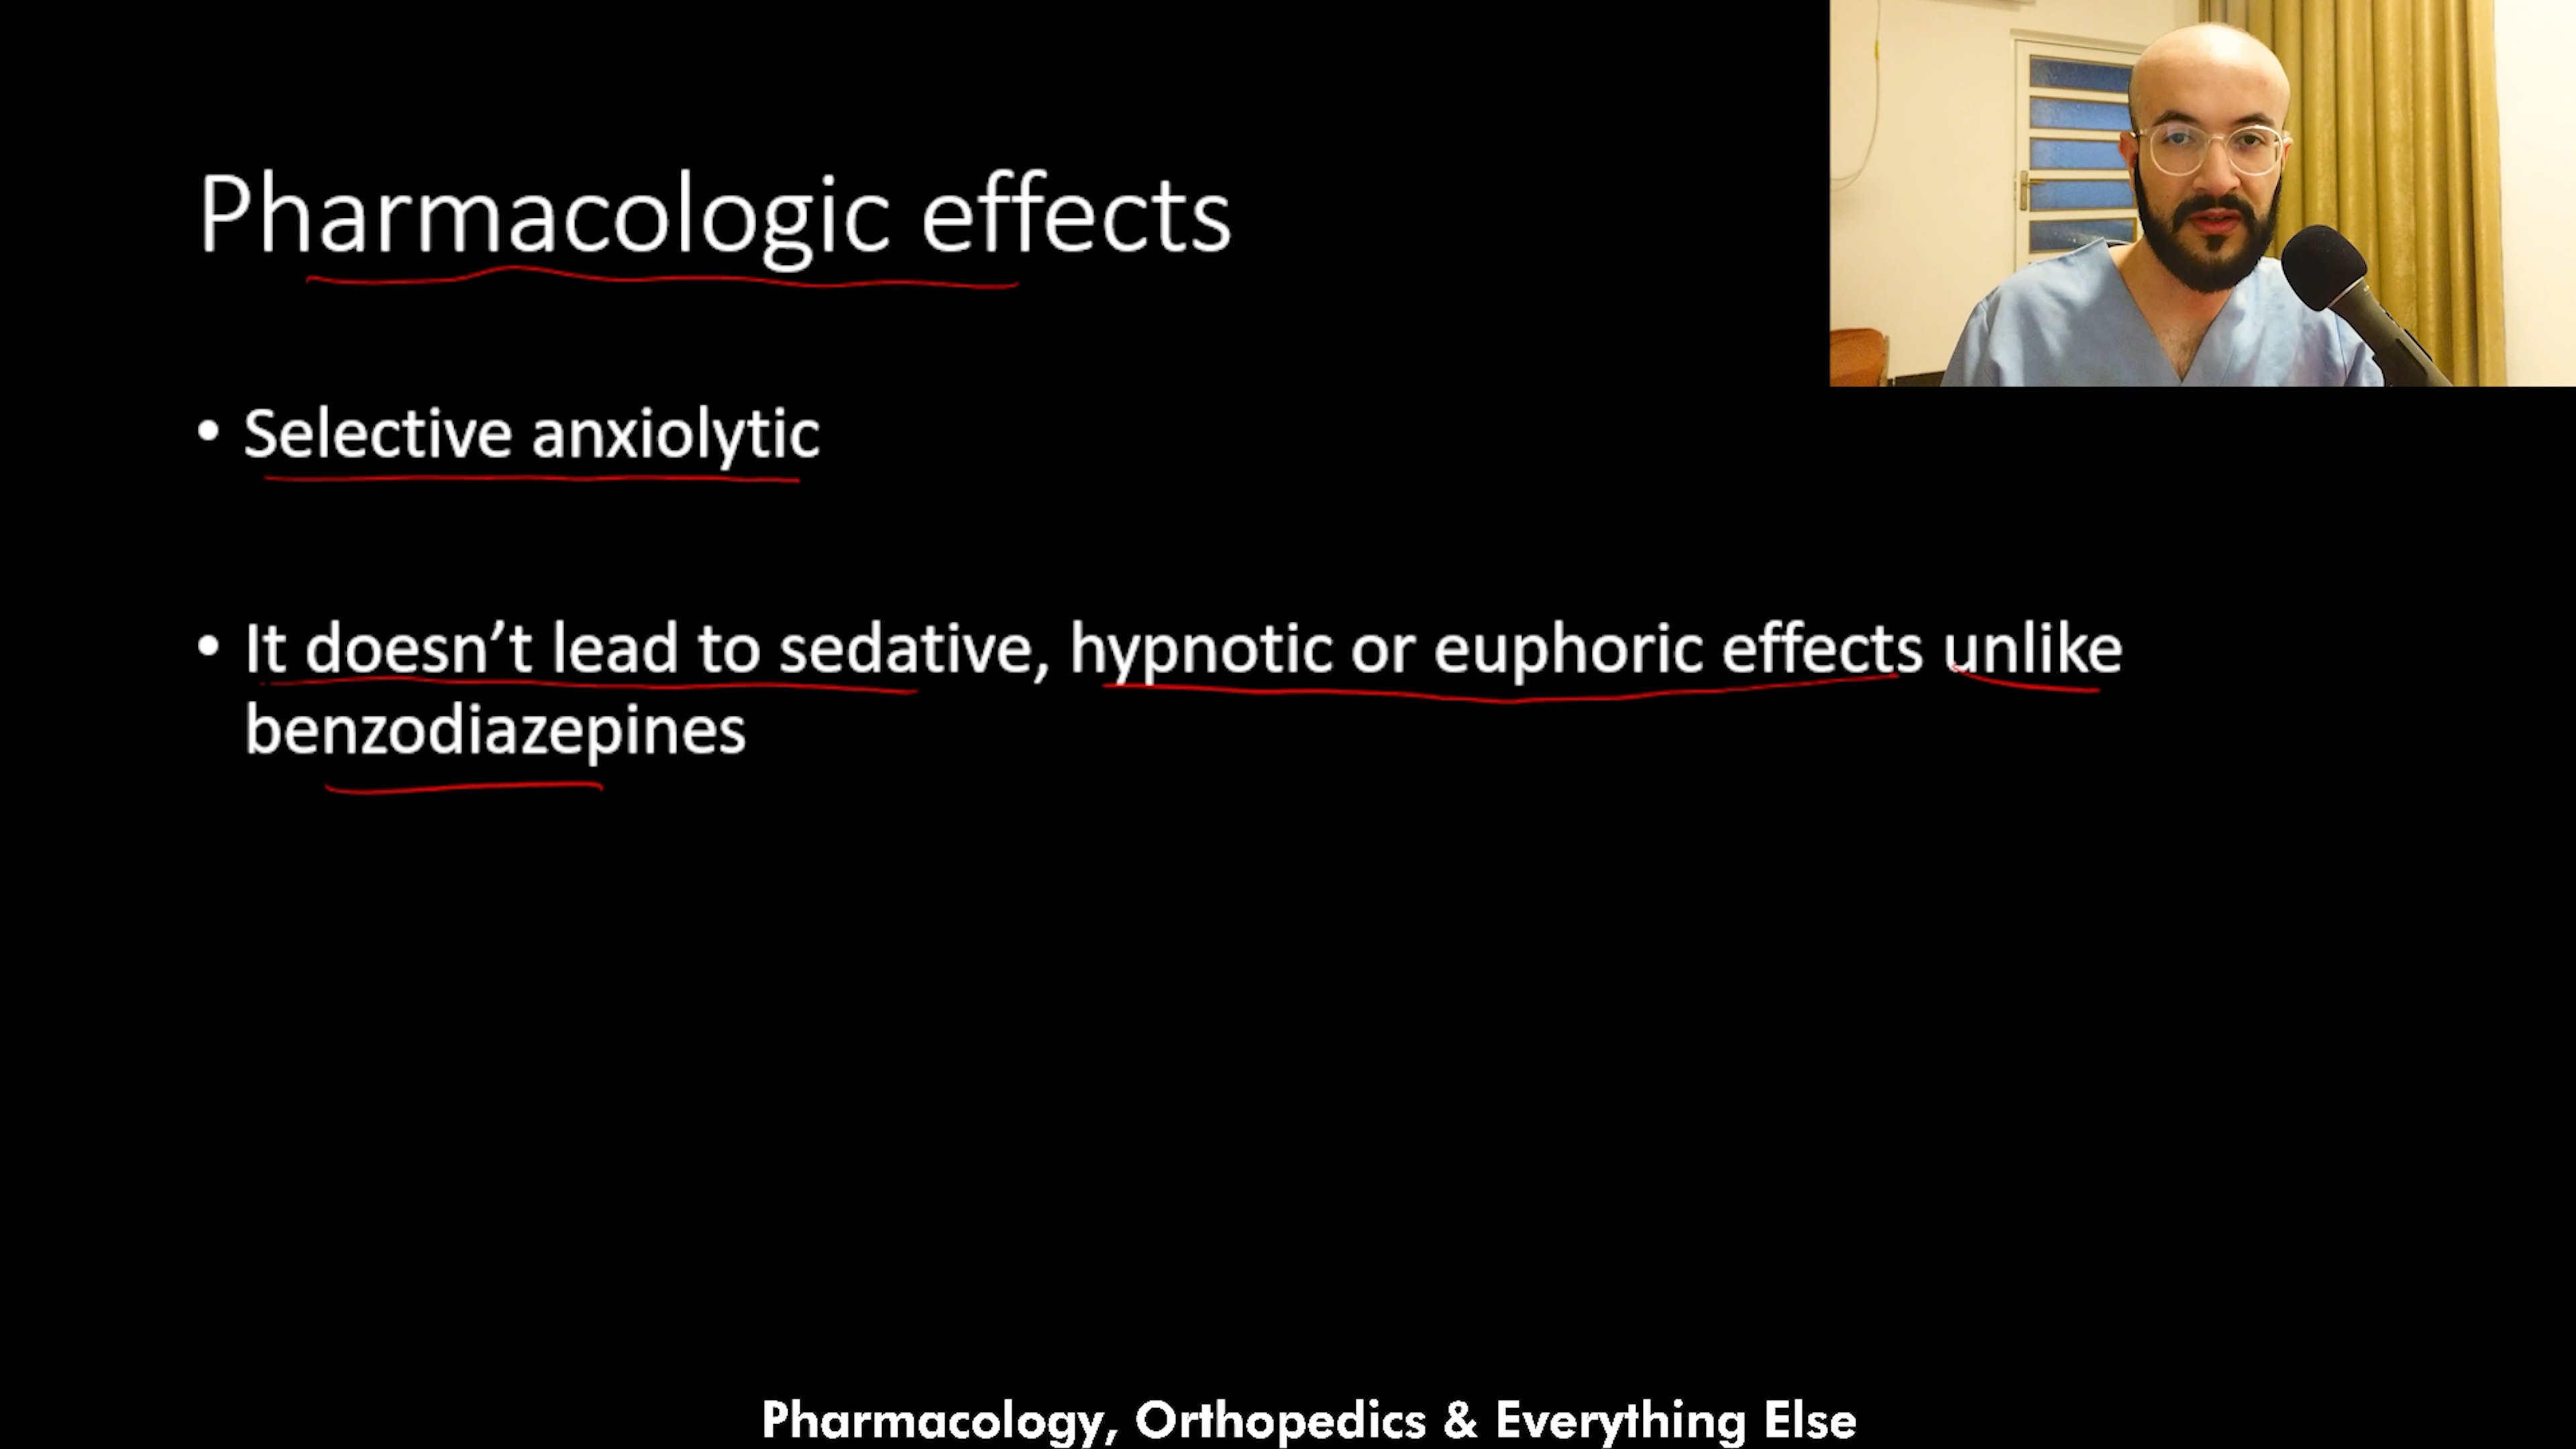 Pharmacologic effects
• Selective anxiolytic
• It doesn’t lead to sedative, hypnotic or euphoric effects unlike
benzodiazepines
Pharmacology, Orthopedics & Everything Else